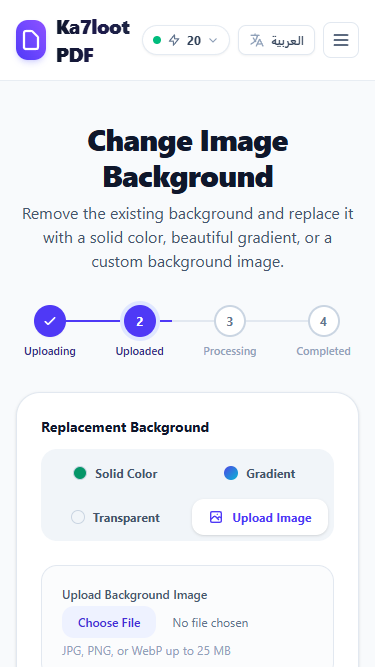 Ka7loot
PDF
20
العربية
Change Image
Background
Remove the existing background and replace it
with a solid color, beautiful gradient, or a
custom background image.
2
3
4
Uploading
Uploaded
Processing
Completed
Replacement Background
Solid Color
Gradient
Transparent
Upload Image
Upload Background Image
Choose File
No file chosen
JPG, PNG, or WebP up to 25 MB